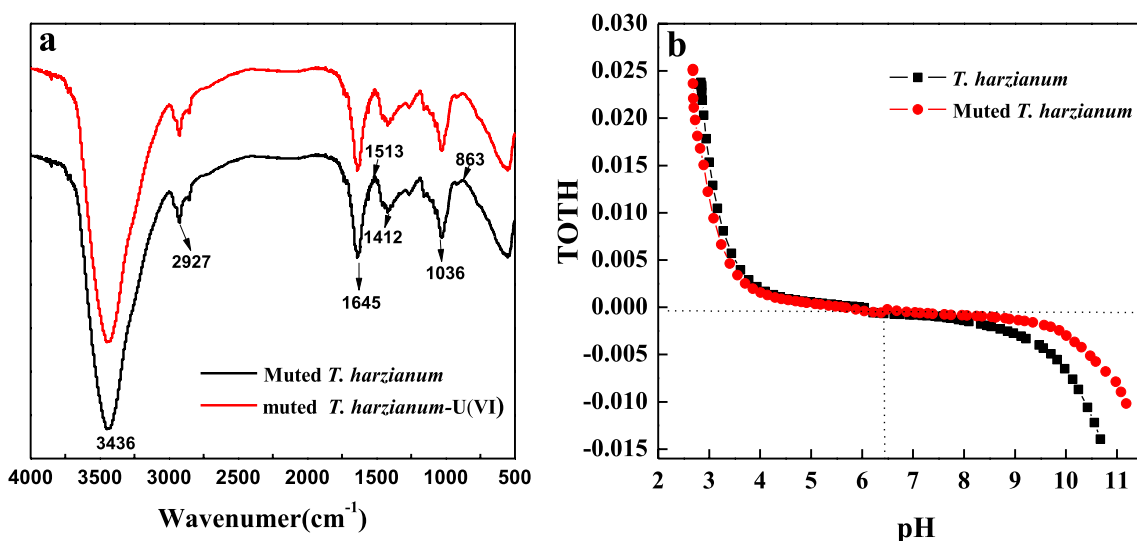 a
1513
863
2927
1412
1036
1645
3436
Muted T. harzianum
muted T. harzianum-U(VI)
4000 3500 3000 2500 2000 1500 1000 500
Wavenumer(cm-1)
b
T. harzianum
Muted T. harzianum
0.030
0.025
0.020
0.015
0.010
0.005
0.000
-0.005
-0.010
-0.015
TOTH
2 3 4 5 6 7 8 9 10 11
pH